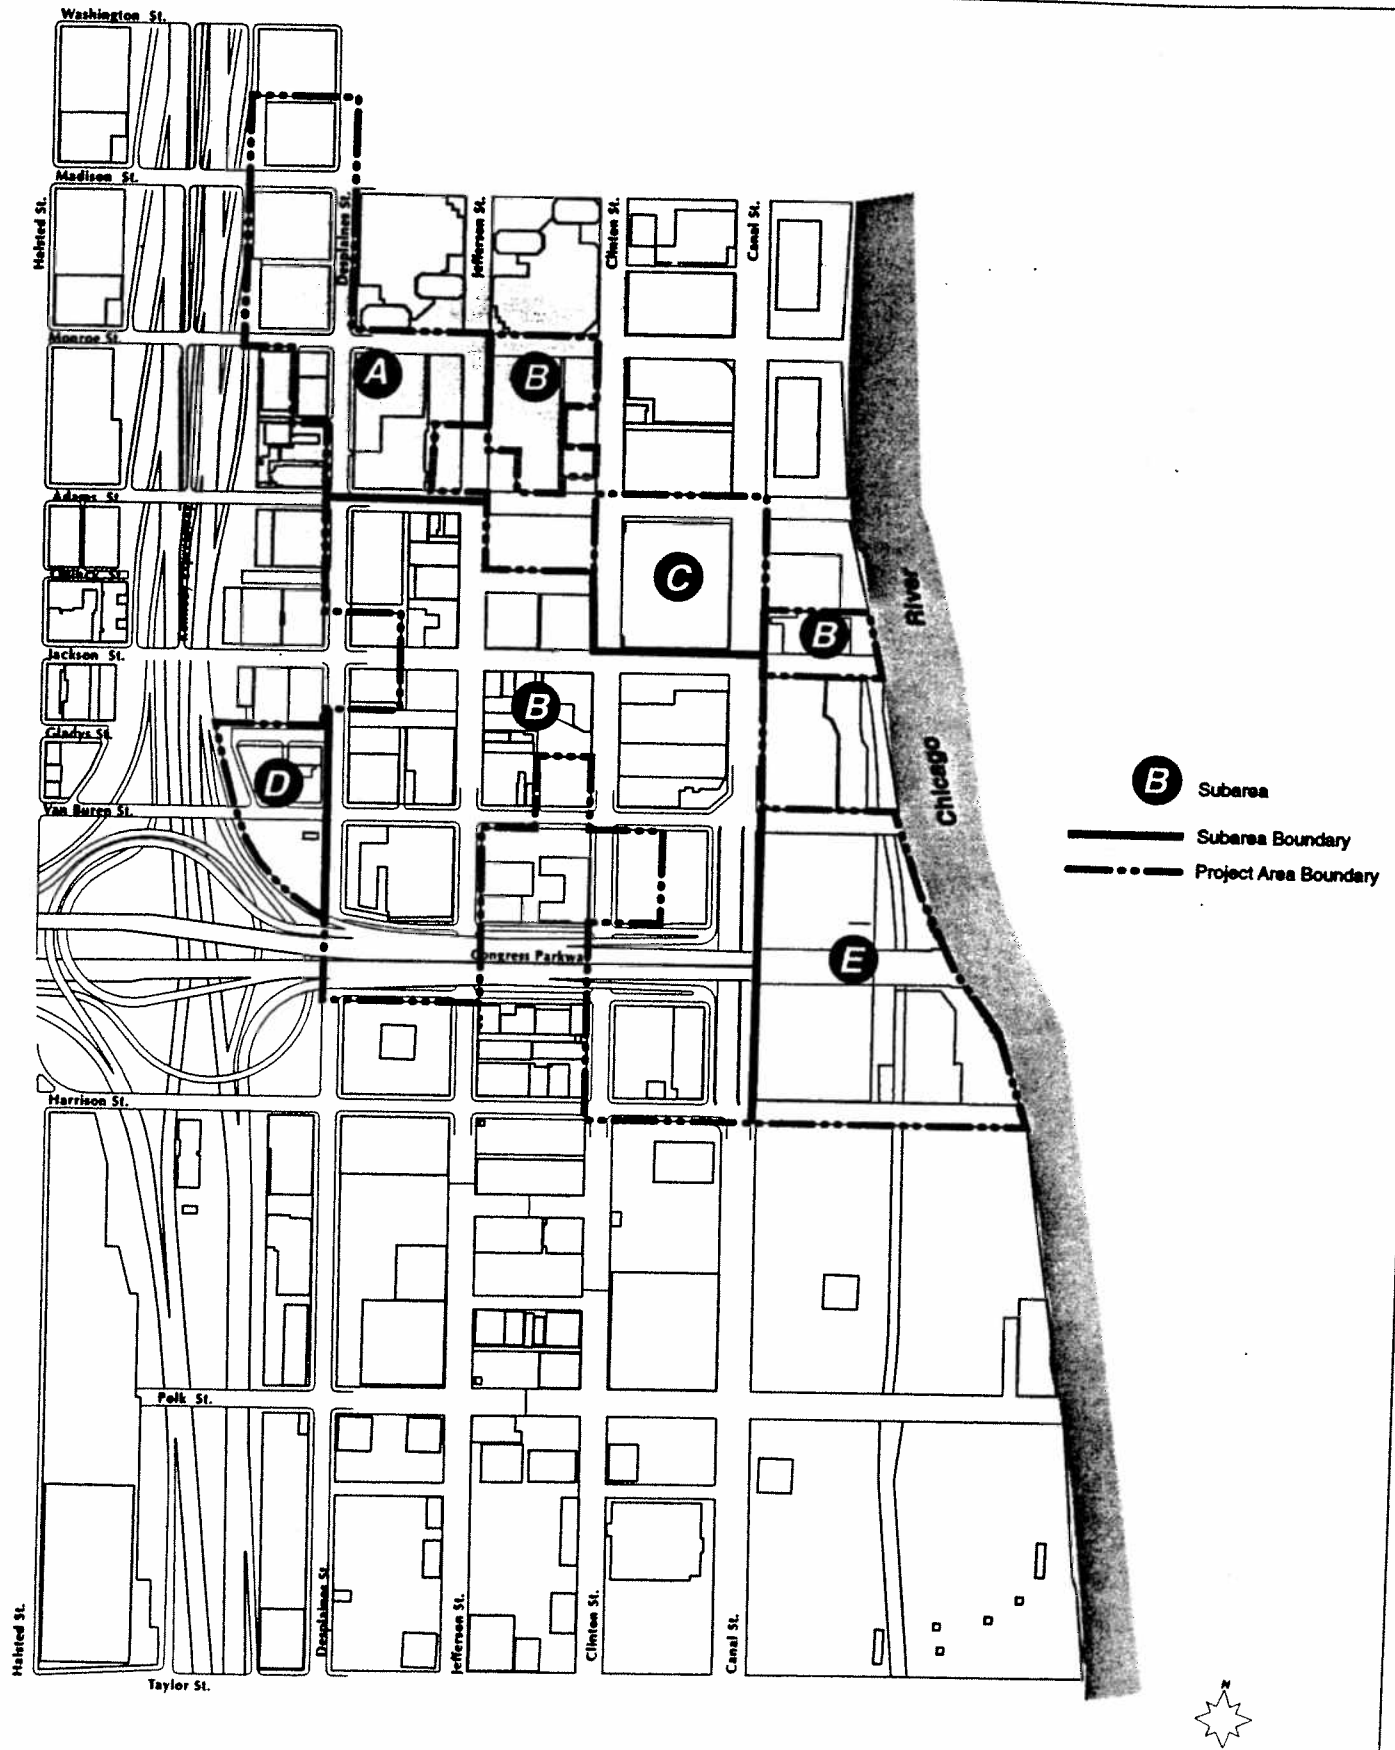 Washington St.
Madison St.
Halsted St.
Desplaines St.
Jefferson St.
Clinton St.
Canal St.
Monroe St.
A
B
Adams St.
C
River
B
Jackson St.
B
Gladys St.
D
Chicago
Van Buren St.
B Subarea
Subarea Boundary
Project Area Boundary
Congress Parkwa
E
Harrison St.
Polk St.
Halsted St.
Desplaines St.
Jefferson St.
Clinton St.
Canal St.
Taylor St.
N